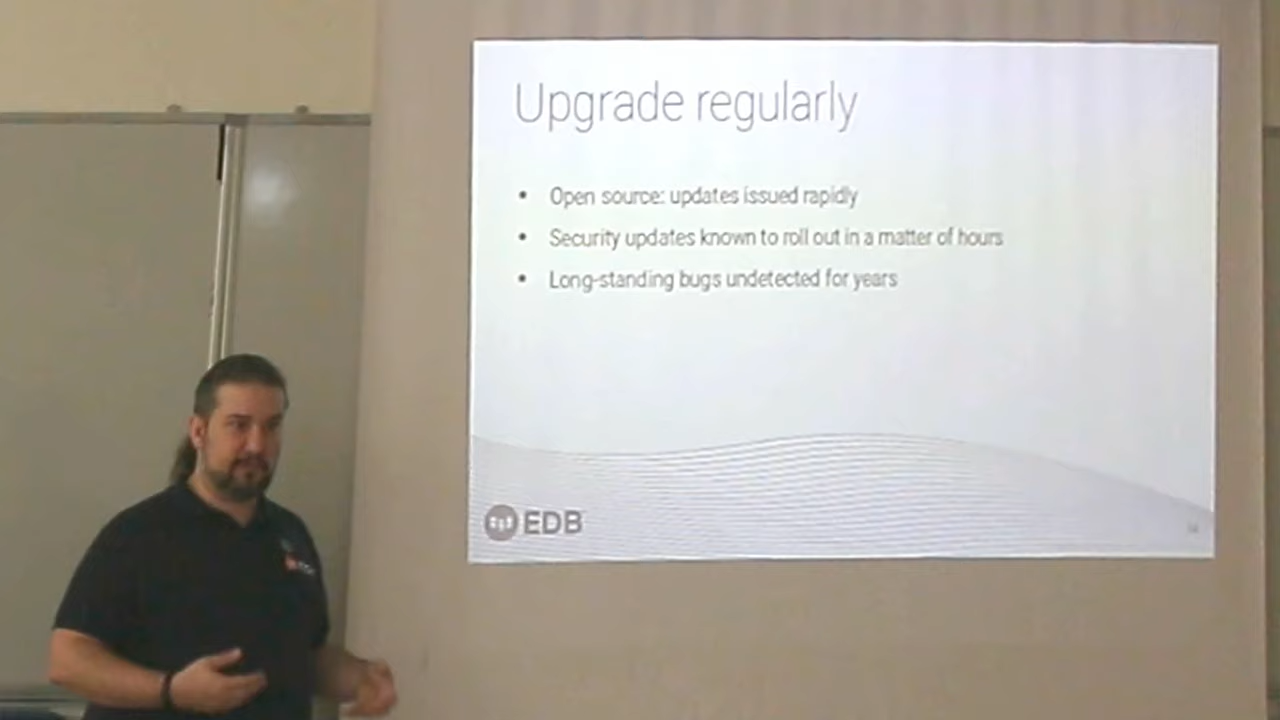 Upgrade regularly
• Open source: updates issued rapidly
• Security updates known to roll out in a matter of hours
• Long-standing bugs undetected for years
EDB